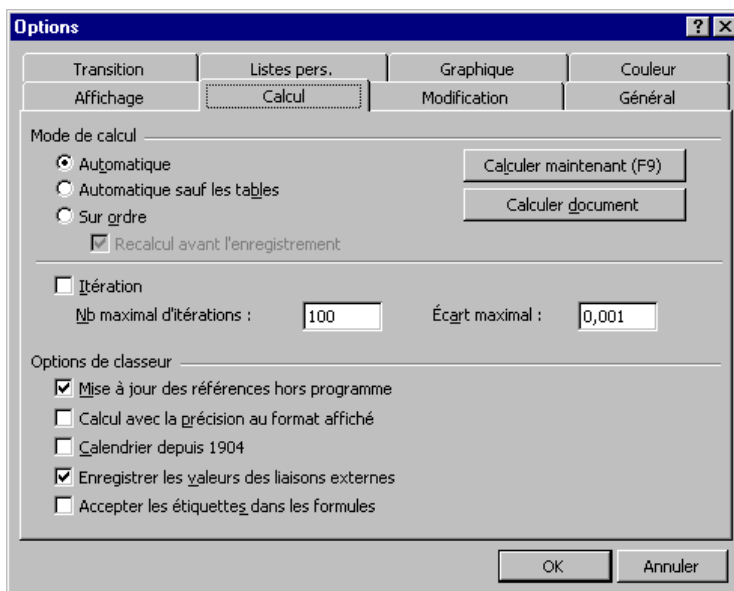 Options
Transition Listes pers. Graphique Couleur
Affichage Calcul Modification Général
Mode de calcul
Automatique
Calculer maintenant (F9)
Automatique sauf les tables
Calculer document
Sur ordre
Recalcul avant l'enregistrement
Itération
Nb maximal d'itérations : 100 Écart maximal : 0,001
Options de classeur
Mise à jour des références hors programme
Calcul avec la précision au format affiché
Calendrier depuis 1904
Enregistrer les valeurs des liaisons externes
Accepter les étiquettes dans les formules
OK Annuler